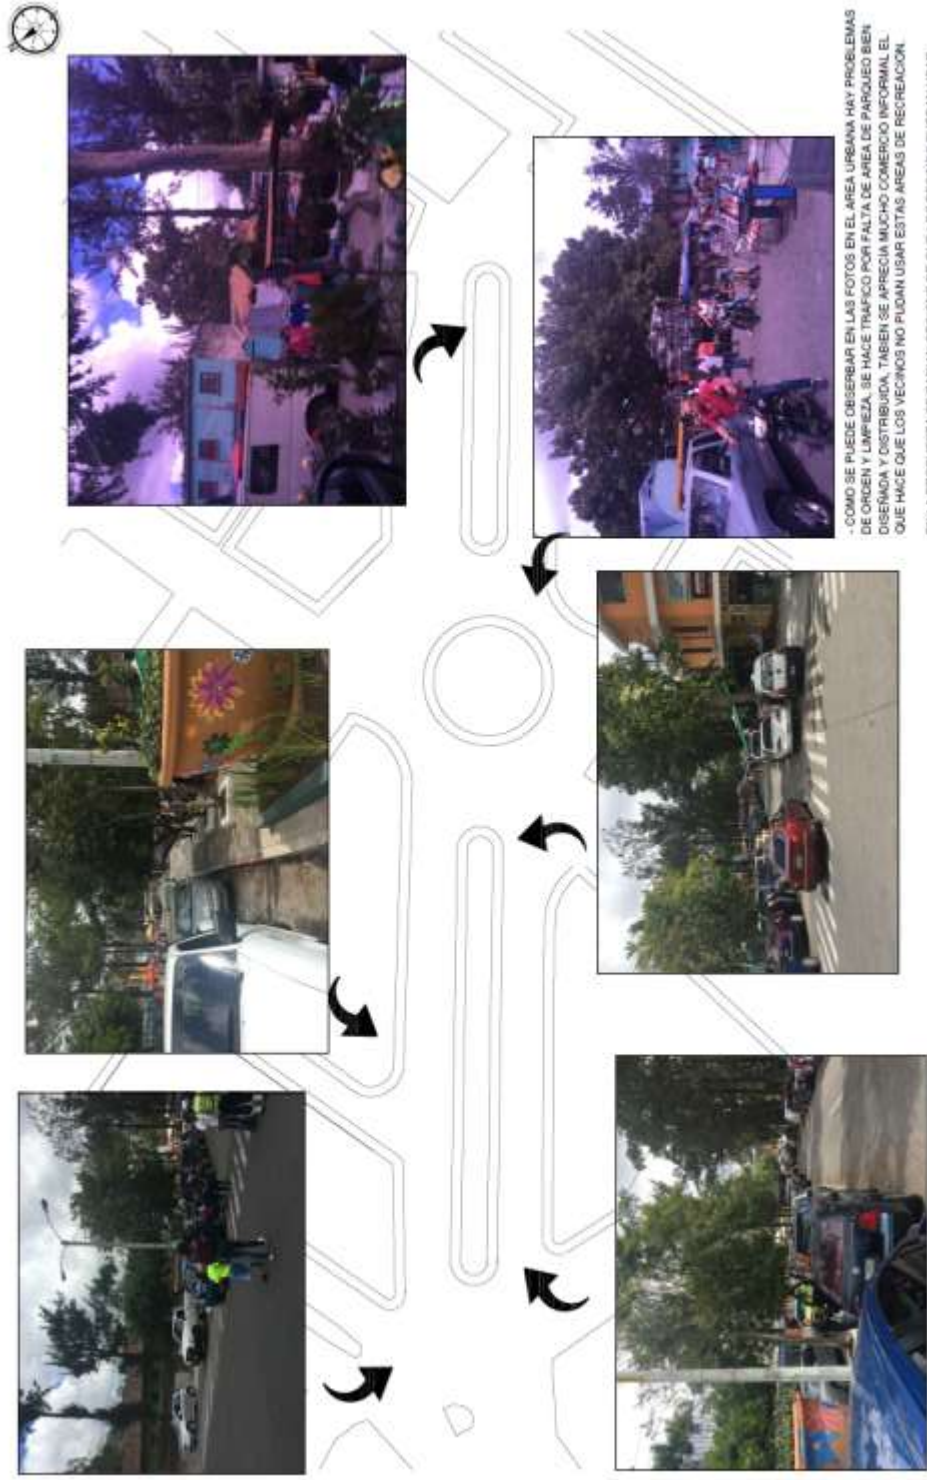 - COMO SE PUEDE OBSERBAR EN LAS FOTOS EN EL AREA URBANA HAY PROBLEMAS
DE ORDEN Y LIMPIEZA, SE HACE TRAFICO POR FALTA DE AREA DE PARQUEO BIEN
DISEÑADA Y DISTRIBUIDA, TABIEN SE APRECIA MUCHO COMERCIO INFORMAL EL
QUE HACE QUE LOS VECINOS NO PUDAN USAR ESTAS AREAS DE RECREACION.